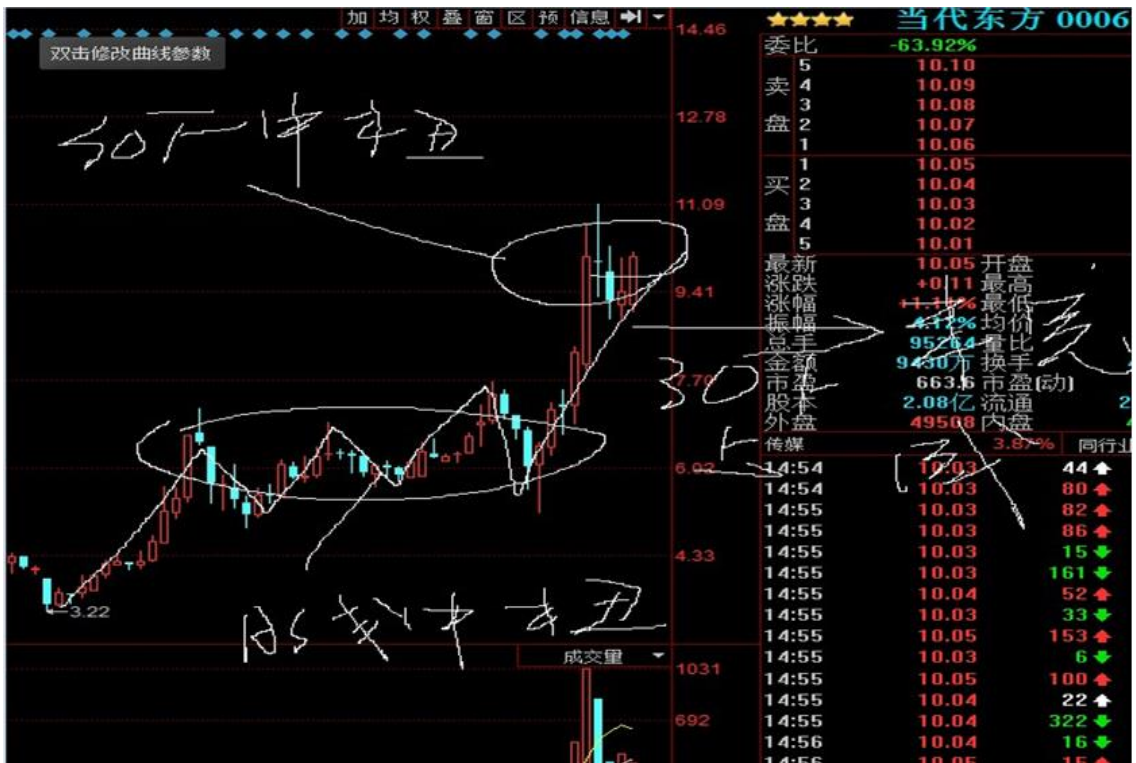 加 均 权 叠 窗 区 预 信息
双击修改曲线参数
14.46
12.78
11.09
9.41
7.70
6.02
4.33
3.22
成交量
1031
692
当代东方 0006
委比 -63.92%
卖盘
5 10.10
4 10.09
3 10.08
2 10.07
1 10.06
买盘
1 10.05
2 10.04
3 10.03
4 10.02
5 10.01
最新 10.05 开盘
涨跌 +0.11 最高
涨幅 最低
振幅 4.12% 均价
总手 95264 量比
金额 9430万 换手
市盈 663.6 市盈(动)
股本 2.08亿 流通 2
外盘 49508 内盘
传媒 3.87% 同行业
14:54 10.03 44
14:54 10.03 80
14:55 10.03 82
14:55 10.03 86
14:55 10.03 15
14:55 10.03 161
14:55 10.04 52
14:55 10.03 33
14:55 10.05 153
14:55 10.03 6
14:55 10.05 100
14:55 10.04 22
14:55 10.04 322
14:56 10.04 16
14:56 10.05 15